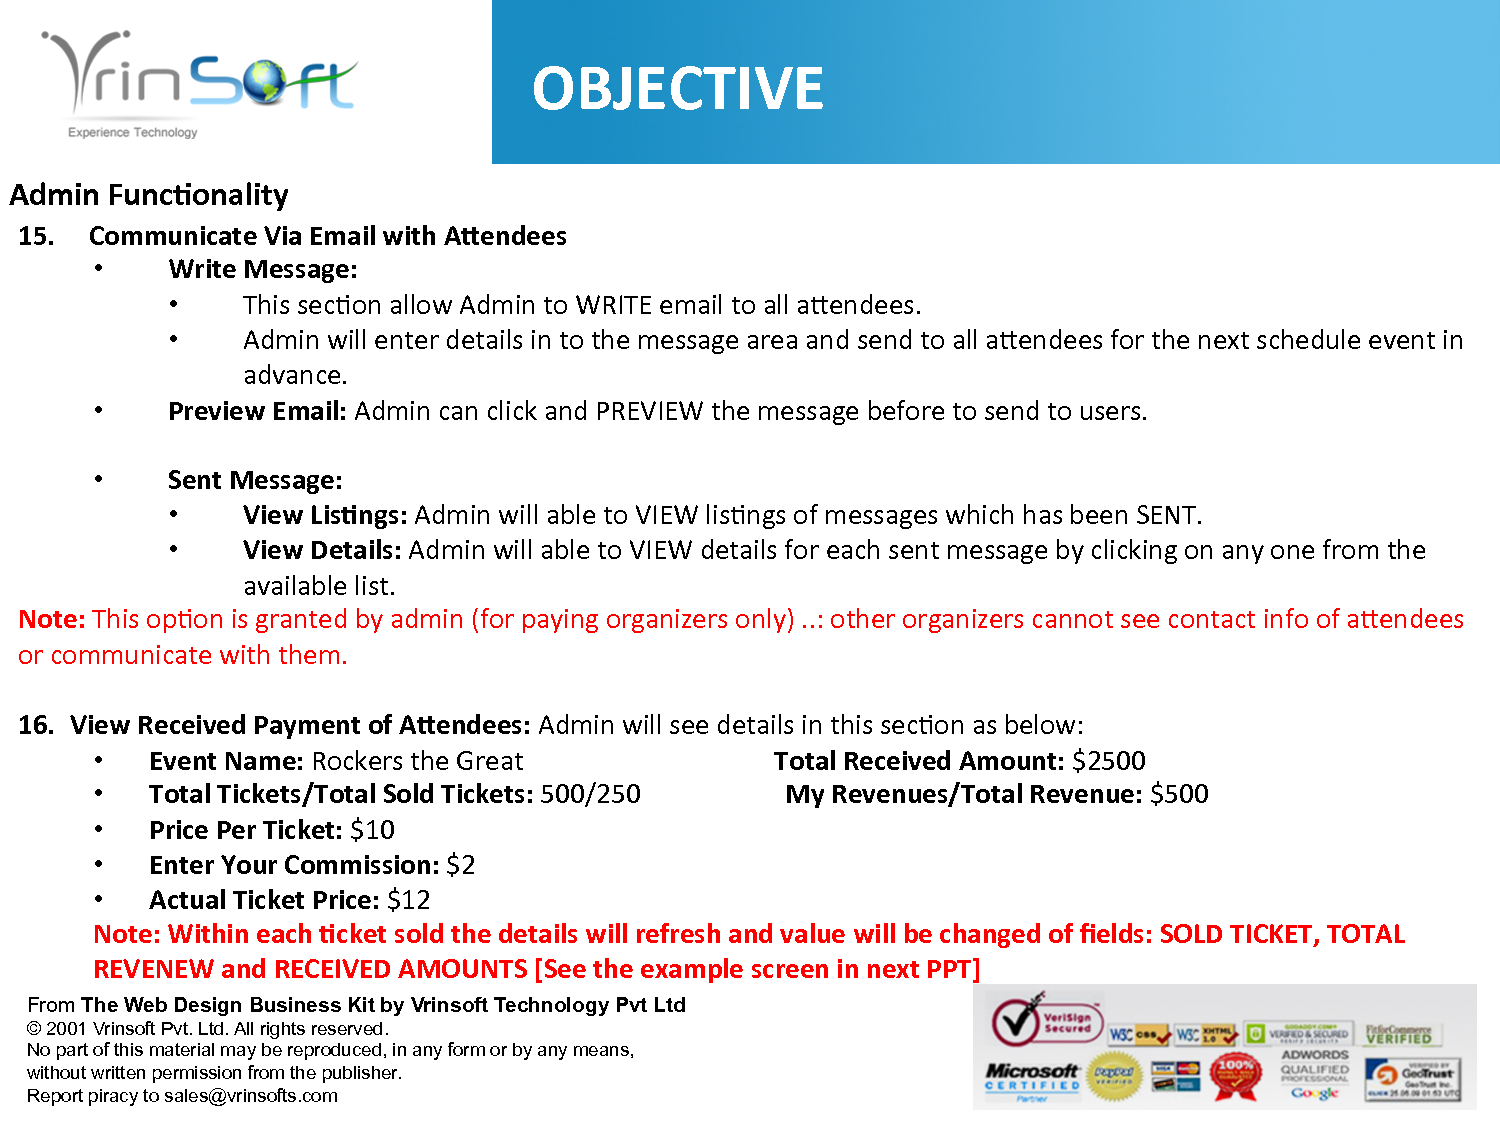 VrinSoft
Experience Technology
OBJECTIVE
Admin Functionality
15. Communicate Via Email with Attendees
• Write Message:
• This section allow Admin to WRITE email to all attendees.
• Admin will enter details in to the message area and send to all attendees for the next schedule event in
advance.
• Preview Email: Admin can click and PREVIEW the message before to send to users.
• Sent Message:
• View Listings: Admin will able to VIEW listings of messages which has been SENT.
• View Details: Admin will able to VIEW details for each sent message by clicking on any one from the
available list.
Note: This option is granted by admin (for paying organizers only) ..: other organizers cannot see contact info of attendees
or communicate with them.
16. View Received Payment of Attendees: Admin will see details in this section as below:
• Event Name: Rockers the Great Total Received Amount: $2500
• Total Tickets/Total Sold Tickets: 500/250 My Revenues/Total Revenue: $500
• Price Per Ticket: $10
• Enter Your Commission: $2
• Actual Ticket Price: $12
Note: Within each ticket sold the details will refresh and value will be changed of fields: SOLD TICKET, TOTAL
REVENEW and RECEIVED AMOUNTS [See the example screen in next PPT]
From The Web Design Business Kit by Vrinsoft Technology Pvt Ltd
© 2001 Vrinsoft Pvt. Ltd. All rights reserved.
No part of this material may be reproduced, in any form or by any means,
without written permission from the publisher.
Report piracy to sales@vrinsofts.com
VeriSign
Secured
W3C CSS
W3C XHTML
1.0
VERIFIED & SECURED
FitforCommerce
VERIFIED
Microsoft
CERTIFIED
Partner
PayPal
VERIFIED
100%
ADWORDS
QUALIFIED
PROFESSIONAL
Google
GeoTrust
GeoTrust Inc.